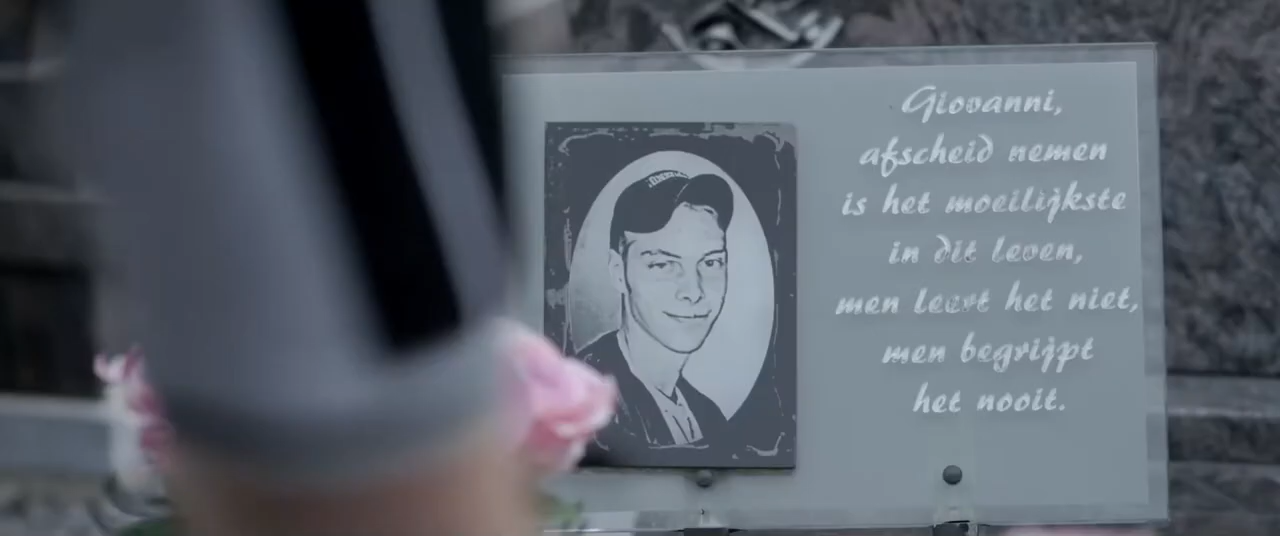 Giovanni,
afscheid nemen
is het moeilijkste
in dit leven,
men leert het niet,
men begrijpt
het nooit.